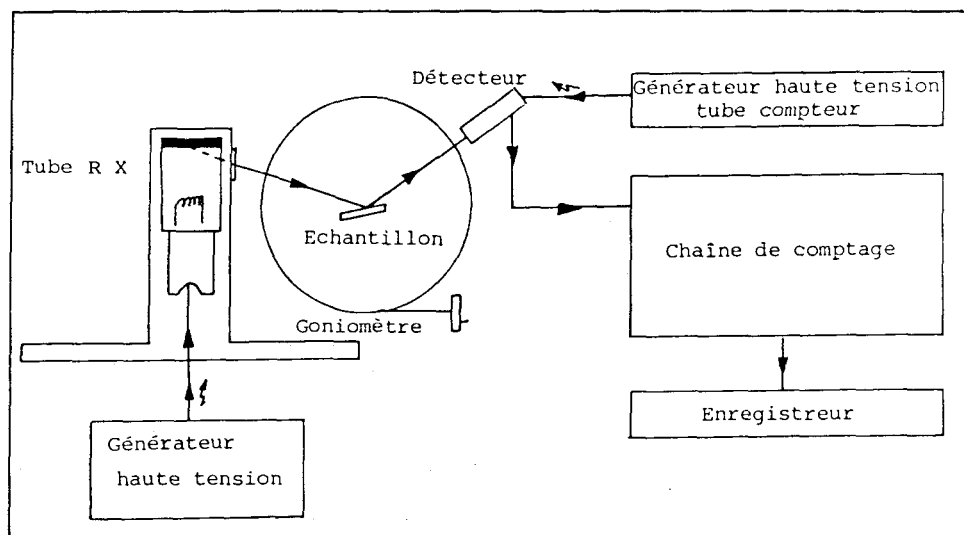 Détecteur
Générateur haute tension
tube compteur
Tube R X
Echantillon
Chaîne de comptage
Goniomètre
Enregistreur
Générateur
haute tension